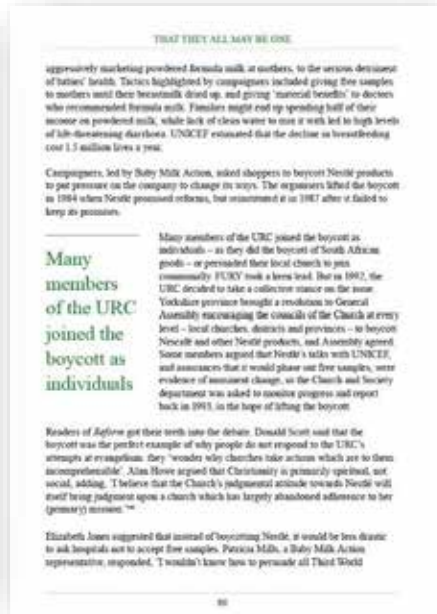 THAT THEY ALL MAY BE ONE
aggressively marketing powdered formula milk at mothers, to the serious detriment
of babies' health. Tactics highlighted by campaigners included giving free samples
to mothers until their breastmilk dried up, and giving 'material benefits' to doctors
who recommended formula milk. Families might end up spending half of their
income on powdered milk, while lack of clean water to mix it with led to high levels
of life-threatening diarrhoea. UNICEF estimated that the decline in breastfeeding
cost 1.5 million lives a year.
Campaigners, led by Baby Milk Action, asked shoppers to boycott Nestlé products
to put pressure on the company to change its ways. The organisers lifted the boycott
in 1984 when Nestlé promised reforms, but reinstituted it in 1987 after it failed to
keep its promises.
Many
members
of the URC
joined the
boycott as
individuals
Many members of the URC joined the boycott as
individuals – as they did the boycott of South African
goods – or persuaded their local church to join
communally. FURY took a keen lead. But in 1992, the
URC decided to take a collective stance on the issue.
Yorkshire province brought a resolution to General
Assembly encouraging the councils of the Church at every
level – local churches, districts and provinces – to boycott
Nescafé and other Nestlé products, and Assembly agreed.
Some members argued that Nestlé's talks with UNICEF,
and assurances that it would phase out free samples, were
evidence of monument change, so the Church and Society
department was asked to monitor progress and report
back in 1993, in the hope of lifting the boycott.
Readers of Reform got their teeth into the debate. Donald Scott said that the
boycott was the perfect example of why people do not respond to the URC's
attempts at evangelism: they 'wonder why churches take actions which are to them
incomprehensible'. Alan Howe argued that Christianity is primarily spiritual, not
social, adding, 'I believe that the Church's judgmental attitude towards Nestlé will
itself bring judgment upon a church which has largely abandoned adherence to her
(primary) mission.'
Elizabeth Jones suggested that instead of boycotting Nestlé, it would be less drastic
to ask hospitals not to accept free samples. Patricia Mills, a Baby Milk Action
representative, responded, 'I wouldn't know how to persuade all Third World